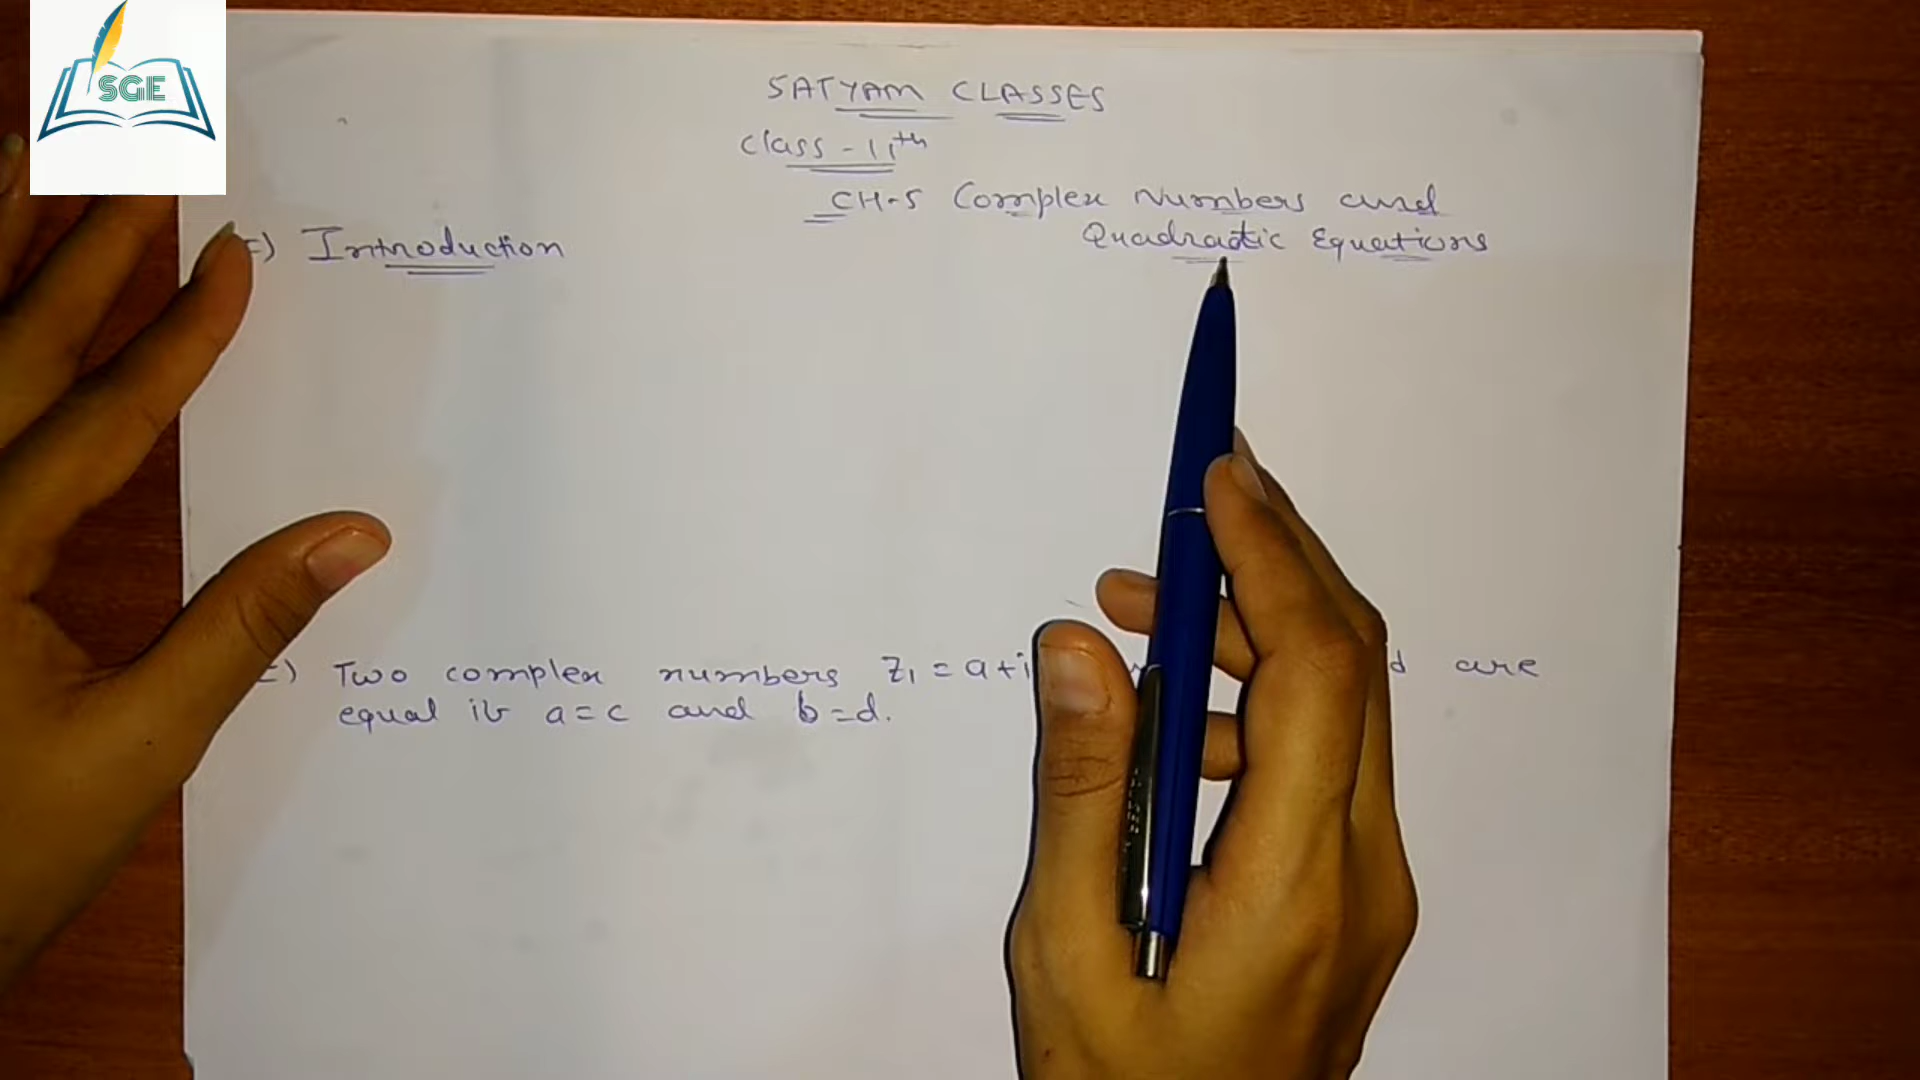 SGE
SATYAM CLASSES
Class - 11th
CH-5 Complex Numbers and
Quadratic Equations
=) Introduction
=) Two complex numbers z₁ = a+i d are
equal if a=c and b=d.